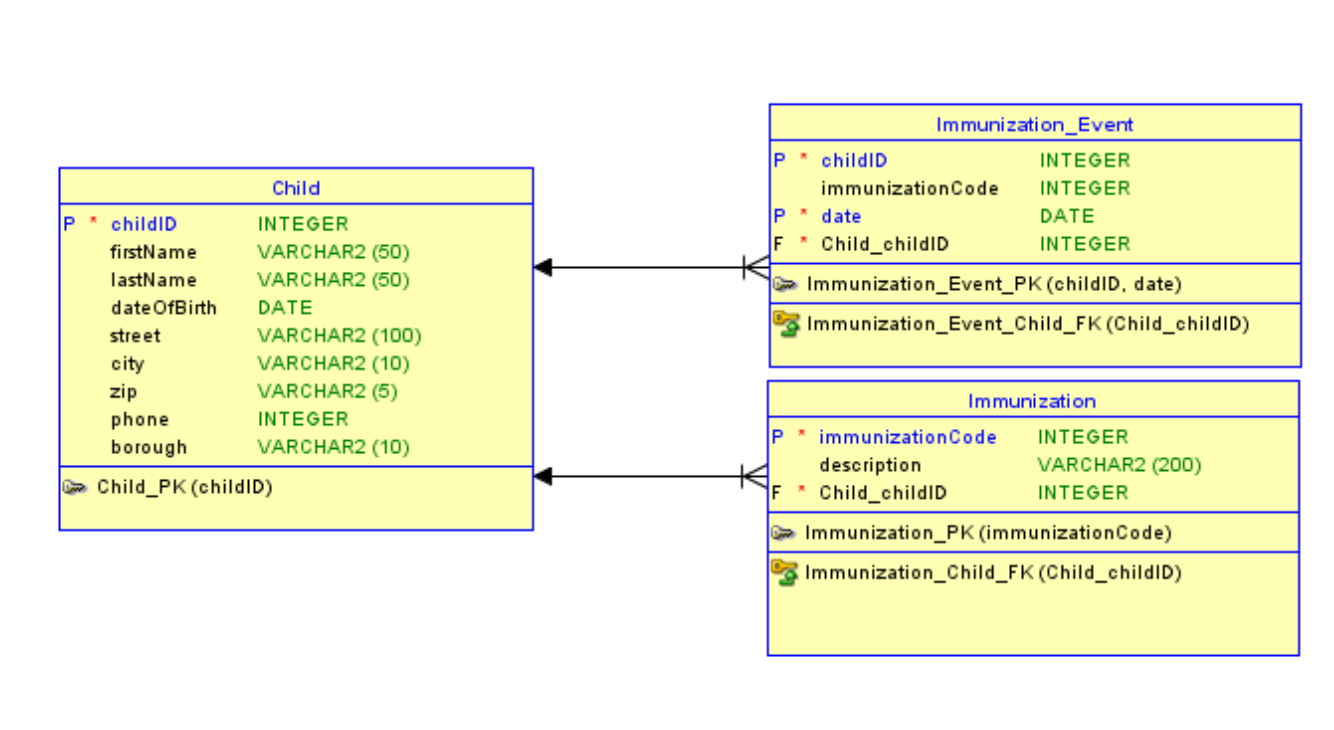 Child
P * childID INTEGER
firstName VARCHAR2 (50)
lastName VARCHAR2 (50)
dateOfBirth DATE
street VARCHAR2 (100)
city VARCHAR2 (10)
zip VARCHAR2 (5)
phone INTEGER
borough VARCHAR2 (10)
Child_PK (childID)
Immunization_Event
P * childID INTEGER
immunizationCode INTEGER
P * date DATE
F * Child_childID INTEGER
Immunization_Event_PK (childID, date)
Immunization_Event_Child_FK (Child_childID)
Immunization
P * immunizationCode INTEGER
description VARCHAR2 (200)
F * Child_childID INTEGER
Immunization_PK (immunizationCode)
Immunization_Child_FK (Child_childID)